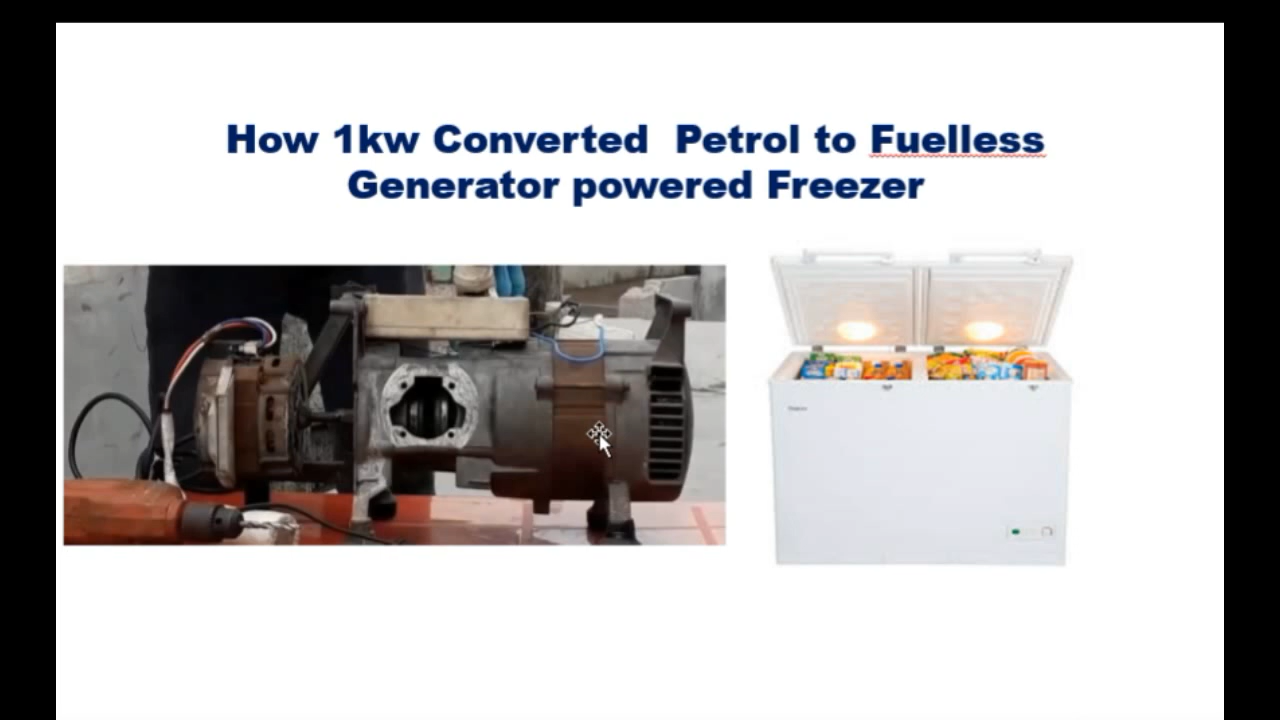 How 1kw Converted  Petrol to Fuelless
Generator powered Freezer